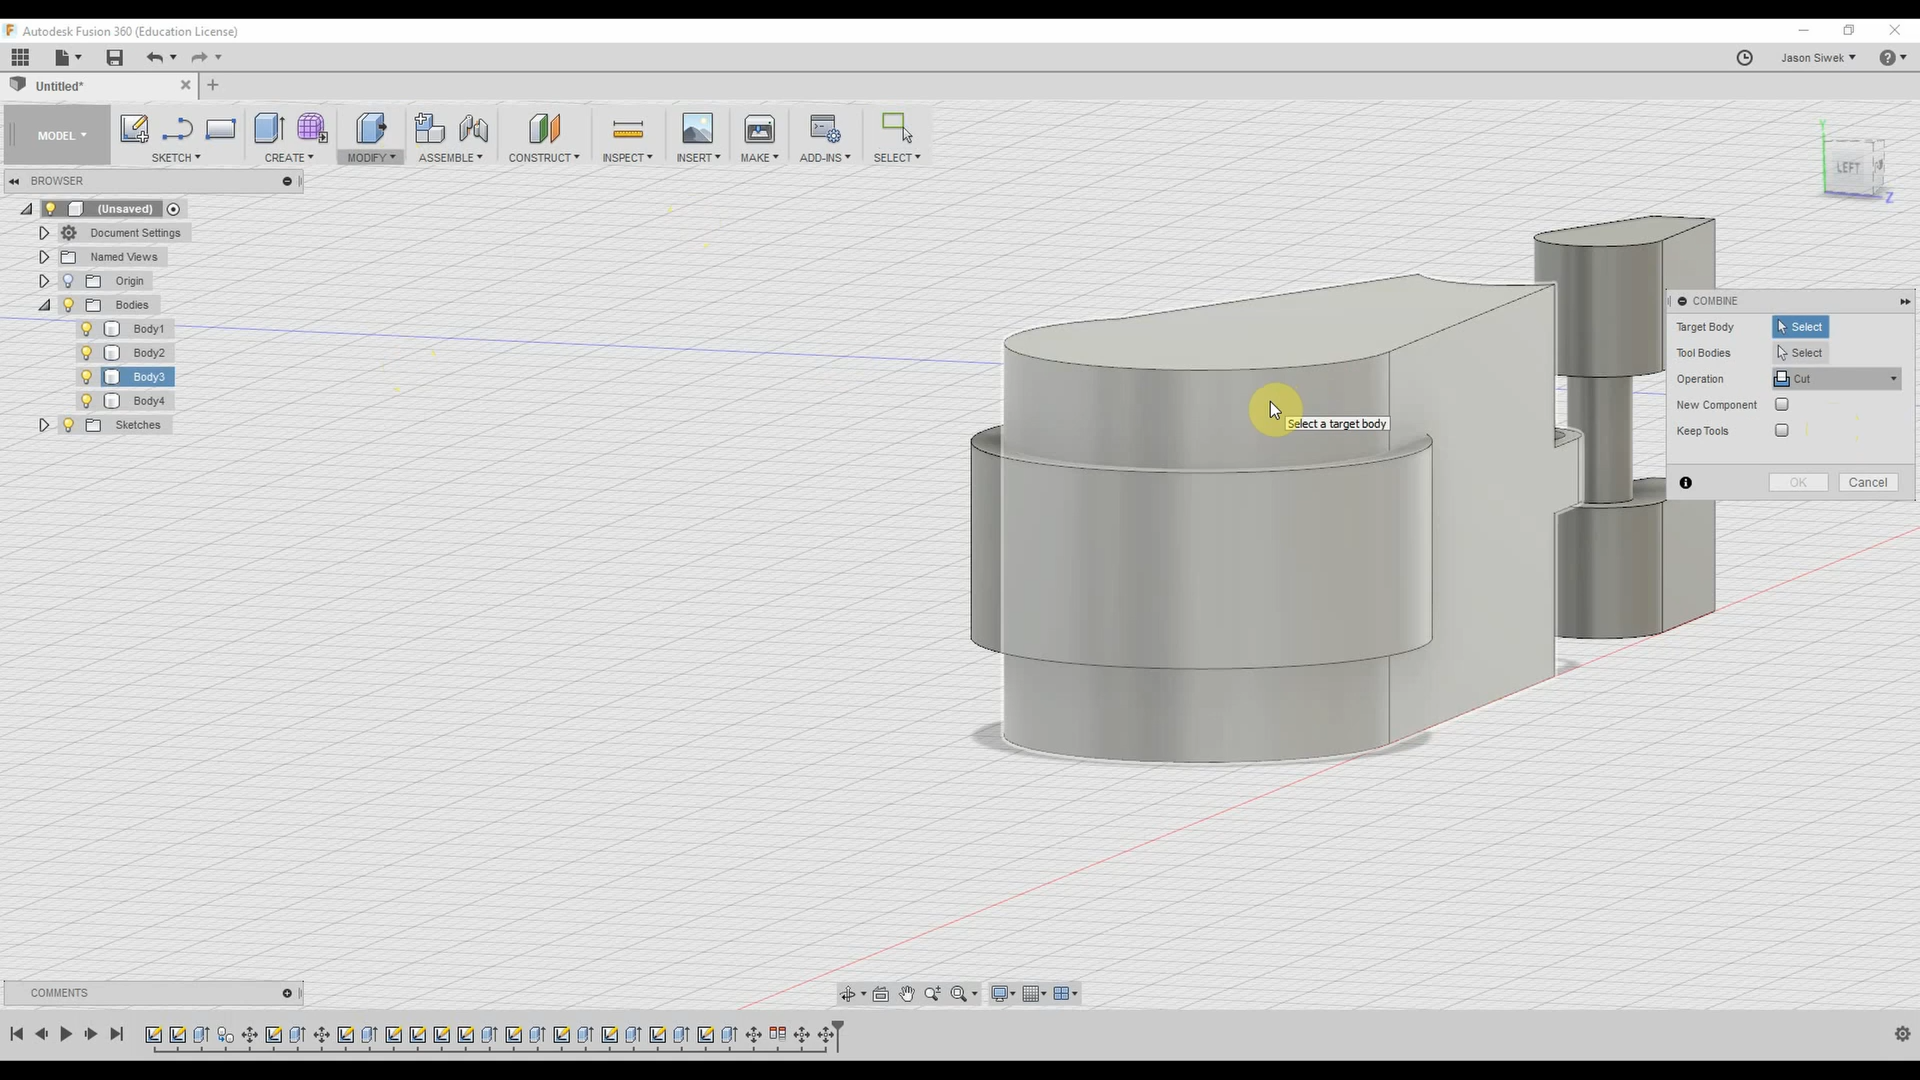 Autodesk Fusion 360 (Education License)
Jason Siwek
Untitled*
MODEL
SKETCH
CREATE
MODIFY
ASSEMBLE
CONSTRUCT
INSPECT
INSERT
MAKE
ADD-INS
SELECT
BROWSER
(Unsaved)
Document Settings
Named Views
Origin
Bodies
Body1
Body2
Body3
Body4
Sketches
Y
LEFT
Z
COMBINE
Target Body Select
Tool Bodies Select
Operation Cut
New Component
Keep Tools
OK Cancel
Select a target body
COMMENTS